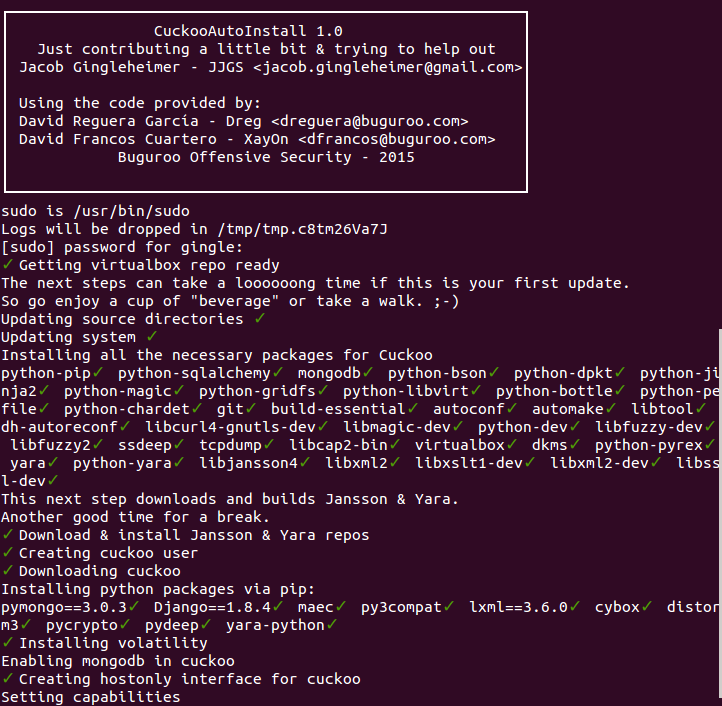 CuckooAutoInstall 1.0
Just contributing a little bit & trying to help out
Jacob Gingleheimer - JJGS <jacob.gingleheimer@gmail.com>
Using the code provided by:
David Reguera García - Dreg <dreguera@buguroo.com>
David Francos Cuartero - XayOn <dfrancos@buguroo.com>
Buguroo Offensive Security - 2015
sudo is /usr/bin/sudo
Logs will be dropped in /tmp/tmp.c8tm26Va7J
[sudo] password for gingle:
✓ Getting virtualbox repo ready
The next steps can take a loooooong time if this is your first update.
So go enjoy a cup of "beverage" or take a walk. ;-)
Updating source directories ✓
Updating system ✓
Installing all the necessary packages for Cuckoo
python-pip✓ python-sqlalchemy✓ mongodb✓ python-bson✓ python-dpkt✓ python-ji
nja2✓ python-magic✓ python-gridfs✓ python-libvirt✓ python-bottle✓ python-pe
file✓ python-chardet✓ git✓ build-essential✓ autoconf✓ automake✓ libtool✓
dh-autoreconf✓ libcurl4-gnutls-dev✓ libmagic-dev✓ python-dev✓ libfuzzy-dev✓
libfuzzy2✓ ssdeep✓ tcpdump✓ libcap2-bin✓ virtualbox✓ dkms✓ python-pyrex✓
yara✓ python-yara✓ libjansson4✓ libxml2✓ libxslt1-dev✓ libxml2-dev✓ libss
l-dev✓
This next step downloads and builds Jansson & Yara.
Another good time for a break.
✓ Download & install Jansson & Yara repos
✓ Creating cuckoo user
✓ Downloading cuckoo
Installing python packages via pip:
pymongo==3.0.3✓ Django==1.8.4✓ maec✓ py3compat✓ lxml==3.6.0✓ cybox✓ distor
m3✓ pycrypto✓ pydeep✓ yara-python✓
✓ Installing volatility
Enabling mongodb in cuckoo
✓ Creating hostonly interface for cuckoo
Setting capabilities